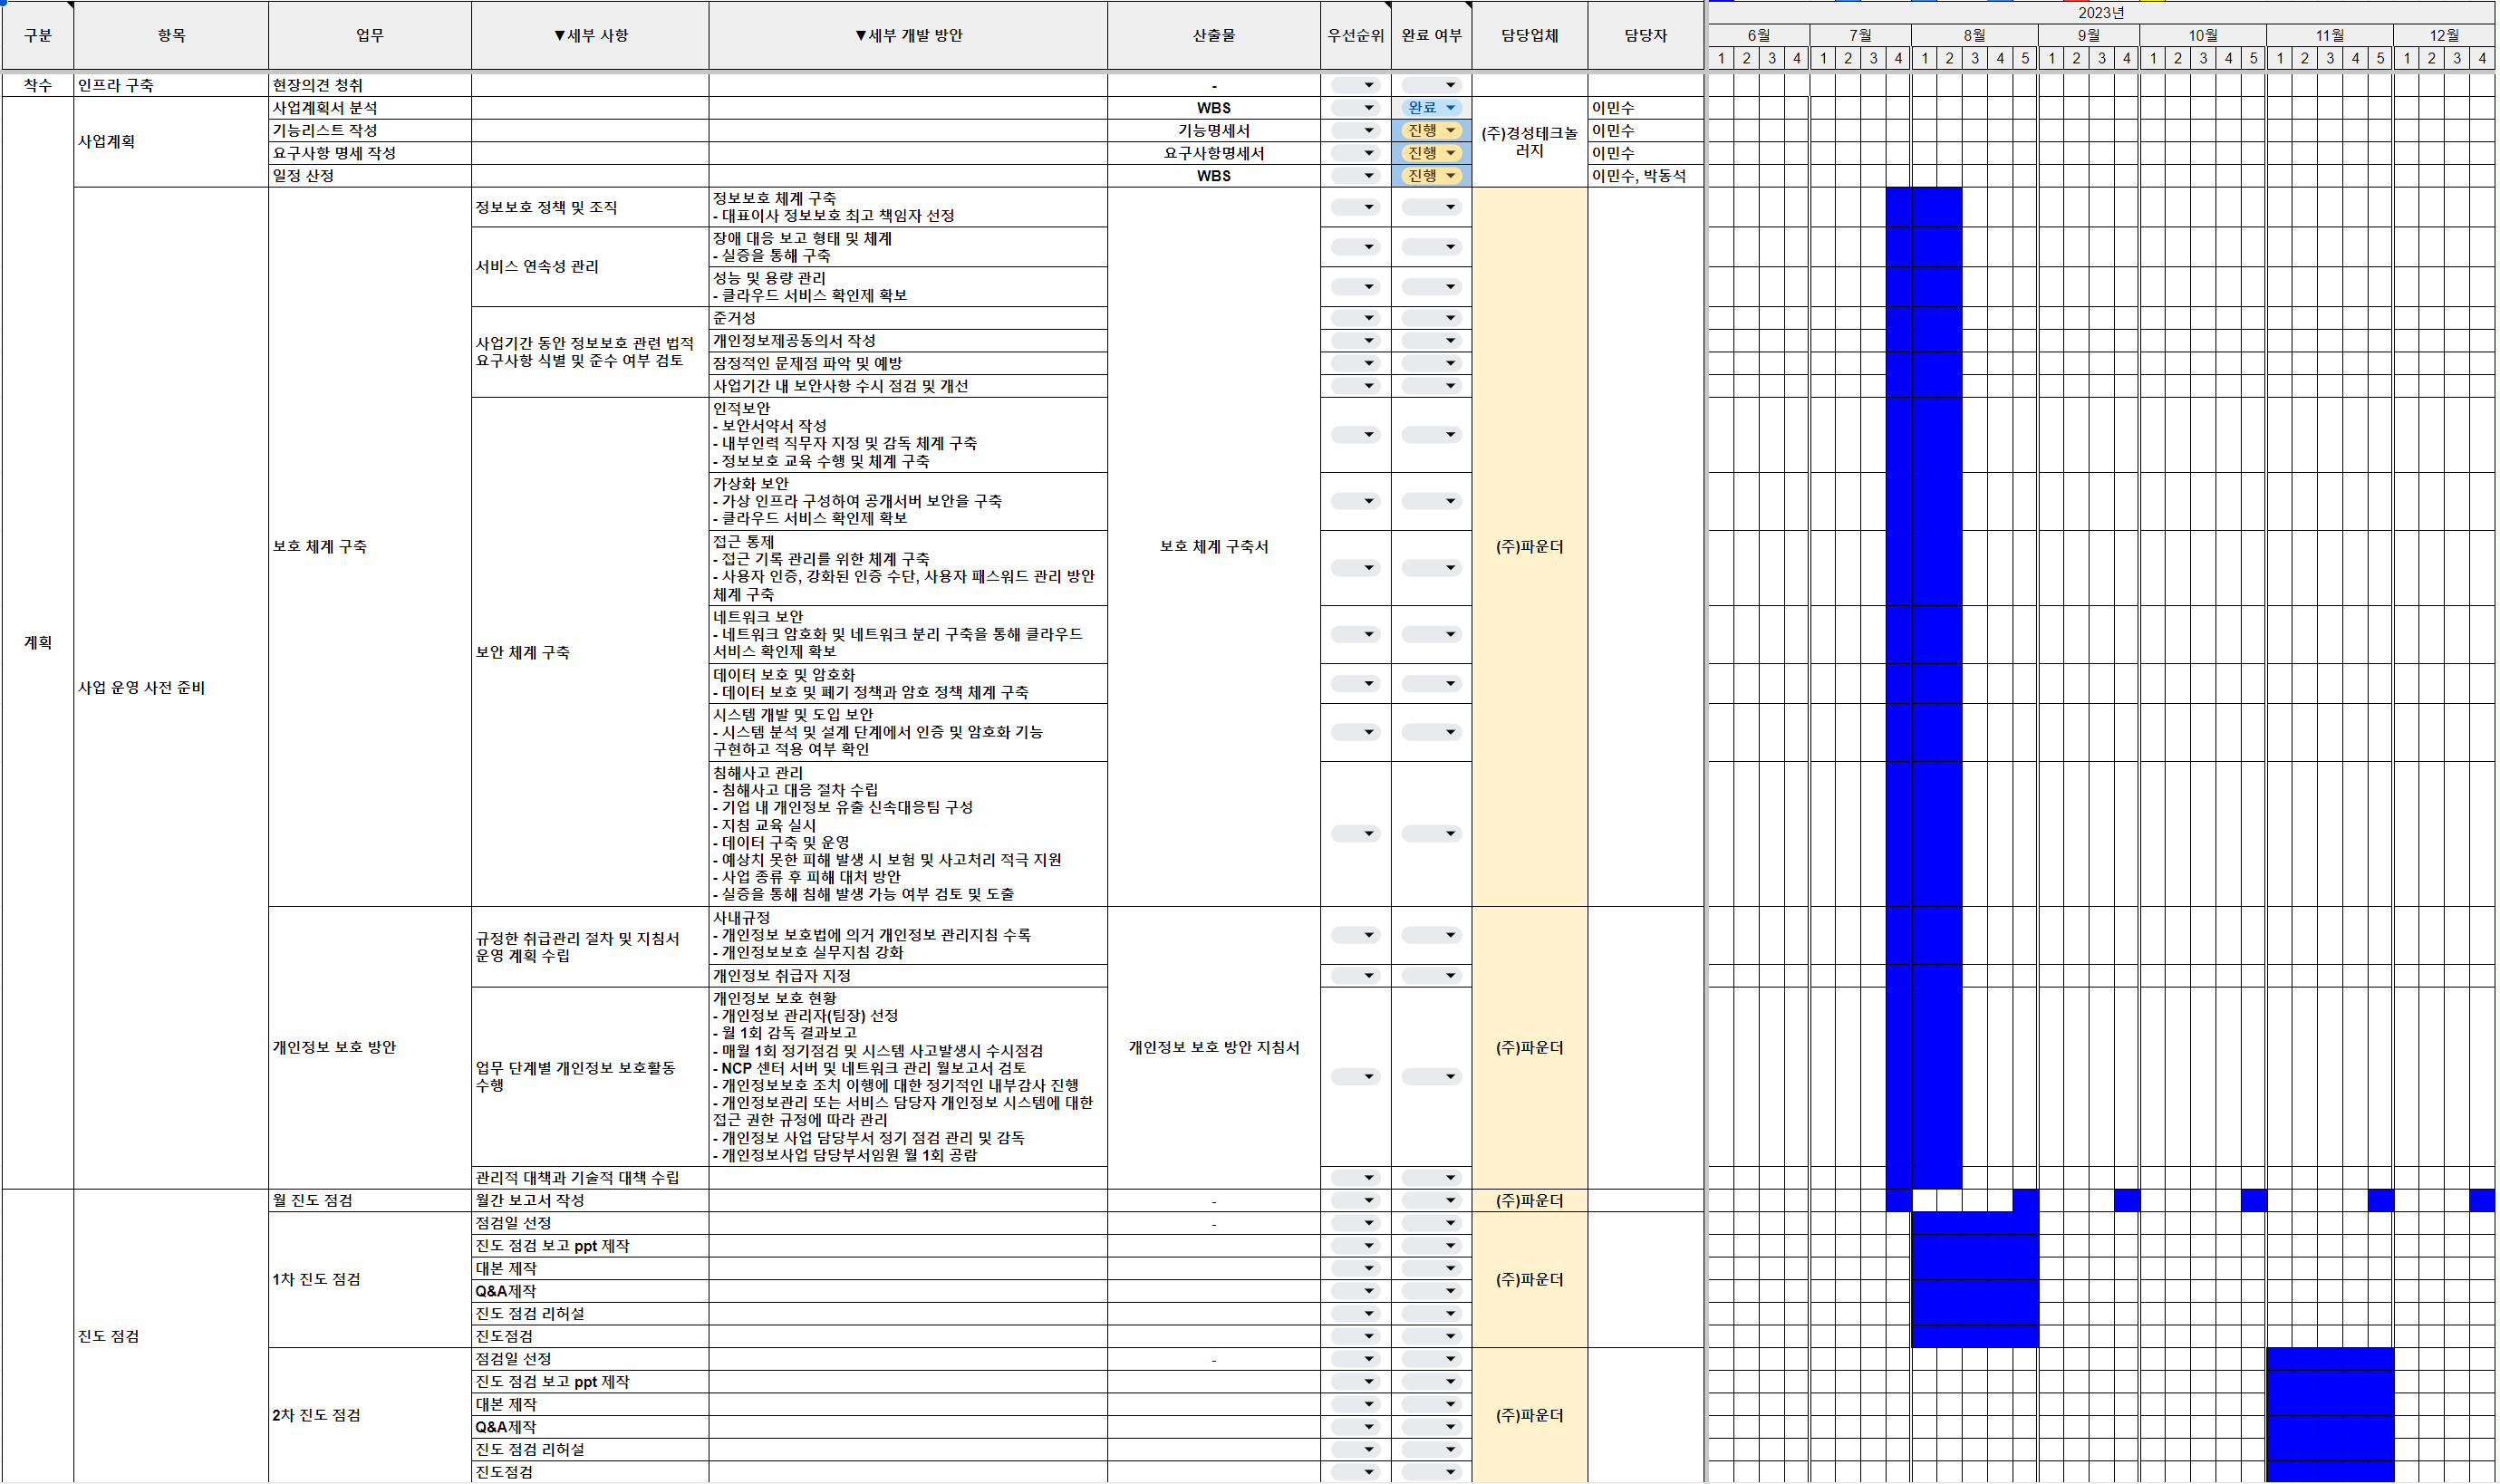 구분
항목
업무
▼세부 사항
▼세부 개발 방안
산출물
우선순위
완료 여부
담당업체
담당자
2023년
6월 7월 8월 9월 10월 11월 12월
1 2 3 4 1 2 3 4 1 2 3 4 5 1 2 3 4 1 2 3 4 5 1 2 3 4 5 1 2 3 4
착수
인프라 구축
현장의견 청취
-
계획
사업계획
사업계획서 분석
WBS
완료
(주)경성테크놀
러지
이민수
기능리스트 작성
기능명세서
진행
이민수
요구사항 명세 작성
요구사항명세서
진행
이민수
일정 산정
WBS
진행
이민수, 박동석
사업 운영 사전 준비
보호 체계 구축
정보보호 정책 및 조직
정보보호 체계 구축
- 대표이사 정보보호 최고 책임자 선정
보호 체계 구축서
(주)파운더
서비스 연속성 관리
장애 대응 보고 형태 및 체계
- 실증을 통해 구축
성능 및 용량 관리
- 클라우드 서비스 확인제 확보
사업기간 동안 정보보호 관련 법적
요구사항 식별 및 준수 여부 검토
준거성
개인정보제공동의서 작성
잠정적인 문제점 파악 및 예방
사업기간 내 보안사항 수시 점검 및 개선
보안 체계 구축
인적보안
- 보안서약서 작성
- 내부인력 직무자 지정 및 감독 체계 구축
- 정보보호 교육 수행 및 체계 구축
가상화 보안
- 가상 인프라 구성하여 공개서버 보안을 구축
- 클라우드 서비스 확인제 확보
접근 통제
- 접근 기록 관리를 위한 체계 구축
- 사용자 인증, 강화된 인증 수단, 사용자 패스워드 관리 방안
체계 구축
네트워크 보안
- 네트워크 암호화 및 네트워크 분리 구축을 통해 클라우드
서비스 확인제 확보
데이터 보호 및 암호화
- 데이터 보호 및 폐기 정책과 암호 정책 체계 구축
시스템 개발 및 도입 보안
- 시스템 분석 및 설계 단계에서 인증 및 암호화 기능
구현하고 적용 여부 확인
침해사고 관리
- 침해사고 대응 절차 수립
- 기업 내 개인정보 유출 신속대응팀 구성
- 지침 교육 실시
- 데이터 구축 및 운영
- 예상치 못한 피해 발생 시 보험 및 사고처리 적극 지원
- 사업 종류 후 피해 대처 방안
- 실증을 통해 침해 발생 가능 여부 검토 및 도출
개인정보 보호 방안
규정한 취급관리 절차 및 지침서
운영 계획 수립
사내규정
- 개인정보 보호법에 의거 개인정보 관리지침 수록
- 개인정보보호 실무지침 강화
개인정보 취급자 지정
개인정보 보호 방안 지침서
(주)파운더
업무 단계별 개인정보 보호활동
수행
개인정보 보호 현황
- 개인정보 관리자(팀장) 선정
- 월 1회 감독 결과보고
- 매월 1회 정기점검 및 시스템 사고발생시 수시점검
- NCP 센터 서버 및 네트워크 관리 월보고서 검토
- 개인정보보호 조치 이행에 대한 정기적인 내부감사 진행
- 개인정보관리 또는 서비스 담당자 개인정보 시스템에 대한
접근 권한 규정에 따라 관리
- 개인정보 사업 담당부서 정기 점검 관리 및 감독
- 개인정보사업 담당부서임원 월 1회 공람
관리적 대책과 기술적 대책 수립
진도 점검
월 진도 점검
월간 보고서 작성
-
(주)파운더
1차 진도 점검
점검일 선정
-
진도 점검 보고 ppt 제작
대본 제작
Q&A제작
진도 점검 리허설
진도점검
(주)파운더
2차 진도 점검
점검일 선정
-
진도 점검 보고 ppt 제작
대본 제작
Q&A제작
진도 점검 리허설
진도점검
(주)파운더